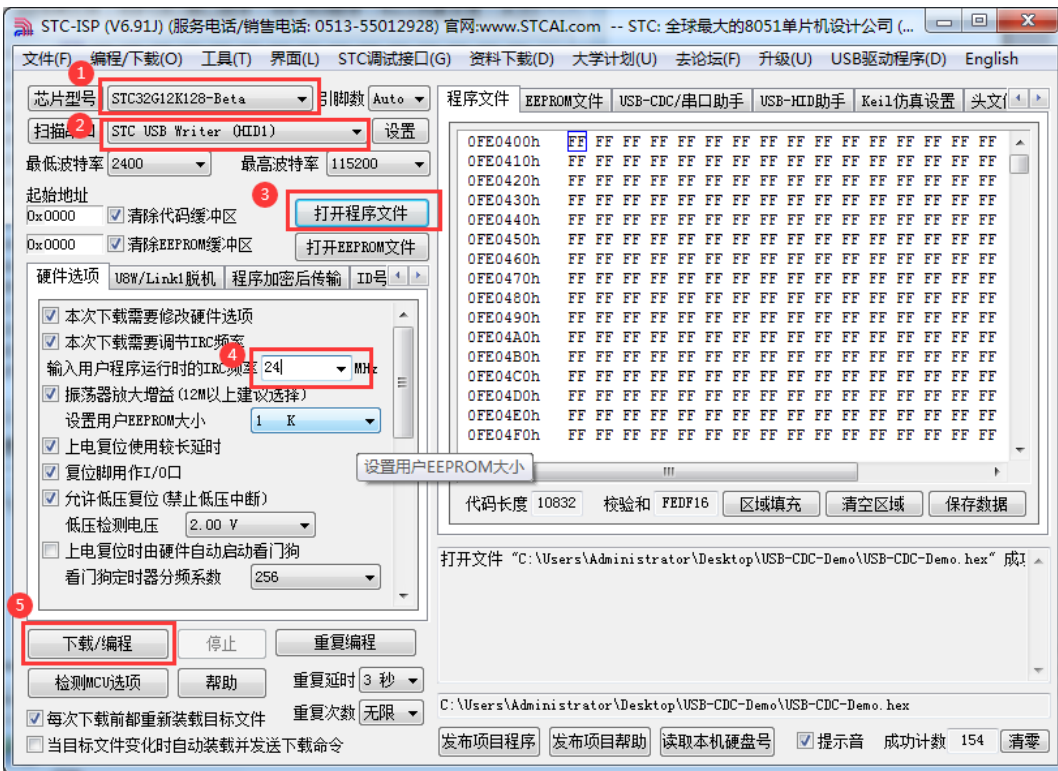 STC-ISP (V6.91J) (服务电话/销售电话: 0513-55012928) 官网:www.STCAI.com -- STC: 全球最大的8051单片机设计公司 (...
文件(F) 编程/下载(O) 工具(T) 界面(L) STC调试接口(G) 资料下载(D) 大学计划(U) 去论坛(F) 升级(U) USB驱动程序(D) English
1
芯片型号 STC32G12K128-Beta 引脚数 Auto
2
扫描 STC USB Writer (HID1) 设置
最低波特率 2400 最高波特率 115200
起始地址
3
0x0000 清除代码缓冲区 打开程序文件
0x0000 清除EEPROM缓冲区 打开EEPROM文件
硬件选项 U8W/Link1脱机 程序加密后传输 ID号
本次下载需要修改硬件选项
本次下载需要调节IRC频率
4
输入用户程序运行时的IRC频率 24 MHz
振荡器放大增益(12M以上建议选择)
设置用户EEPROM大小 1 K
上电复位使用较长延时
复位脚用作I/O口
设置用户EEPROM大小
允许低压复位(禁止低压中断)
低压检测电压 2.00 V
上电复位时由硬件自动启动看门狗
看门狗定时器分频系数 256
5
下载/编程 停止 重复编程
检测MCU选项 帮助 重复延时 3 秒
每次下载前都重新装载目标文件 重复次数 无限
当目标文件变化时自动装载并发送下载命令
程序文件 EEPROM文件 USB-CDC/串口助手 USB-HID助手 Keil仿真设置 头文(
0FE0400h FF FF FF FF FF FF FF FF FF FF FF FF FF FF FF FF
0FE0410h FF FF FF FF FF FF FF FF FF FF FF FF FF FF FF FF
0FE0420h FF FF FF FF FF FF FF FF FF FF FF FF FF FF FF FF
0FE0430h FF FF FF FF FF FF FF FF FF FF FF FF FF FF FF FF
0FE0440h FF FF FF FF FF FF FF FF FF FF FF FF FF FF FF FF
0FE0450h FF FF FF FF FF FF FF FF FF FF FF FF FF FF FF FF
0FE0460h FF FF FF FF FF FF FF FF FF FF FF FF FF FF FF FF
0FE0470h FF FF FF FF FF FF FF FF FF FF FF FF FF FF FF FF
0FE0480h FF FF FF FF FF FF FF FF FF FF FF FF FF FF FF FF
0FE0490h FF FF FF FF FF FF FF FF FF FF FF FF FF FF FF FF
0FE04A0h FF FF FF FF FF FF FF FF FF FF FF FF FF FF FF FF
0FE04B0h FF FF FF FF FF FF FF FF FF FF FF FF FF FF FF FF
0FE04C0h FF FF FF FF FF FF FF FF FF FF FF FF FF FF FF FF
0FE04D0h FF FF FF FF FF FF FF FF FF FF FF FF FF FF FF FF
0FE04E0h FF FF FF FF FF FF FF FF FF FF FF FF FF FF FF FF
0FE04F0h FF FF FF FF FF FF FF FF FF FF FF FF FF FF FF FF
代码长度 10832 校验和 FEDF16 区域填充 清空区域 保存数据
打开文件 "C:\Users\Administrator\Desktop\USB-CDC-Demo\USB-CDC-Demo.hex" 成功
C:\Users\Administrator\Desktop\USB-CDC-Demo\USB-CDC-Demo.hex
发布项目程序 发布项目帮助 读取本机硬盘号 提示音 成功计数 154 清零